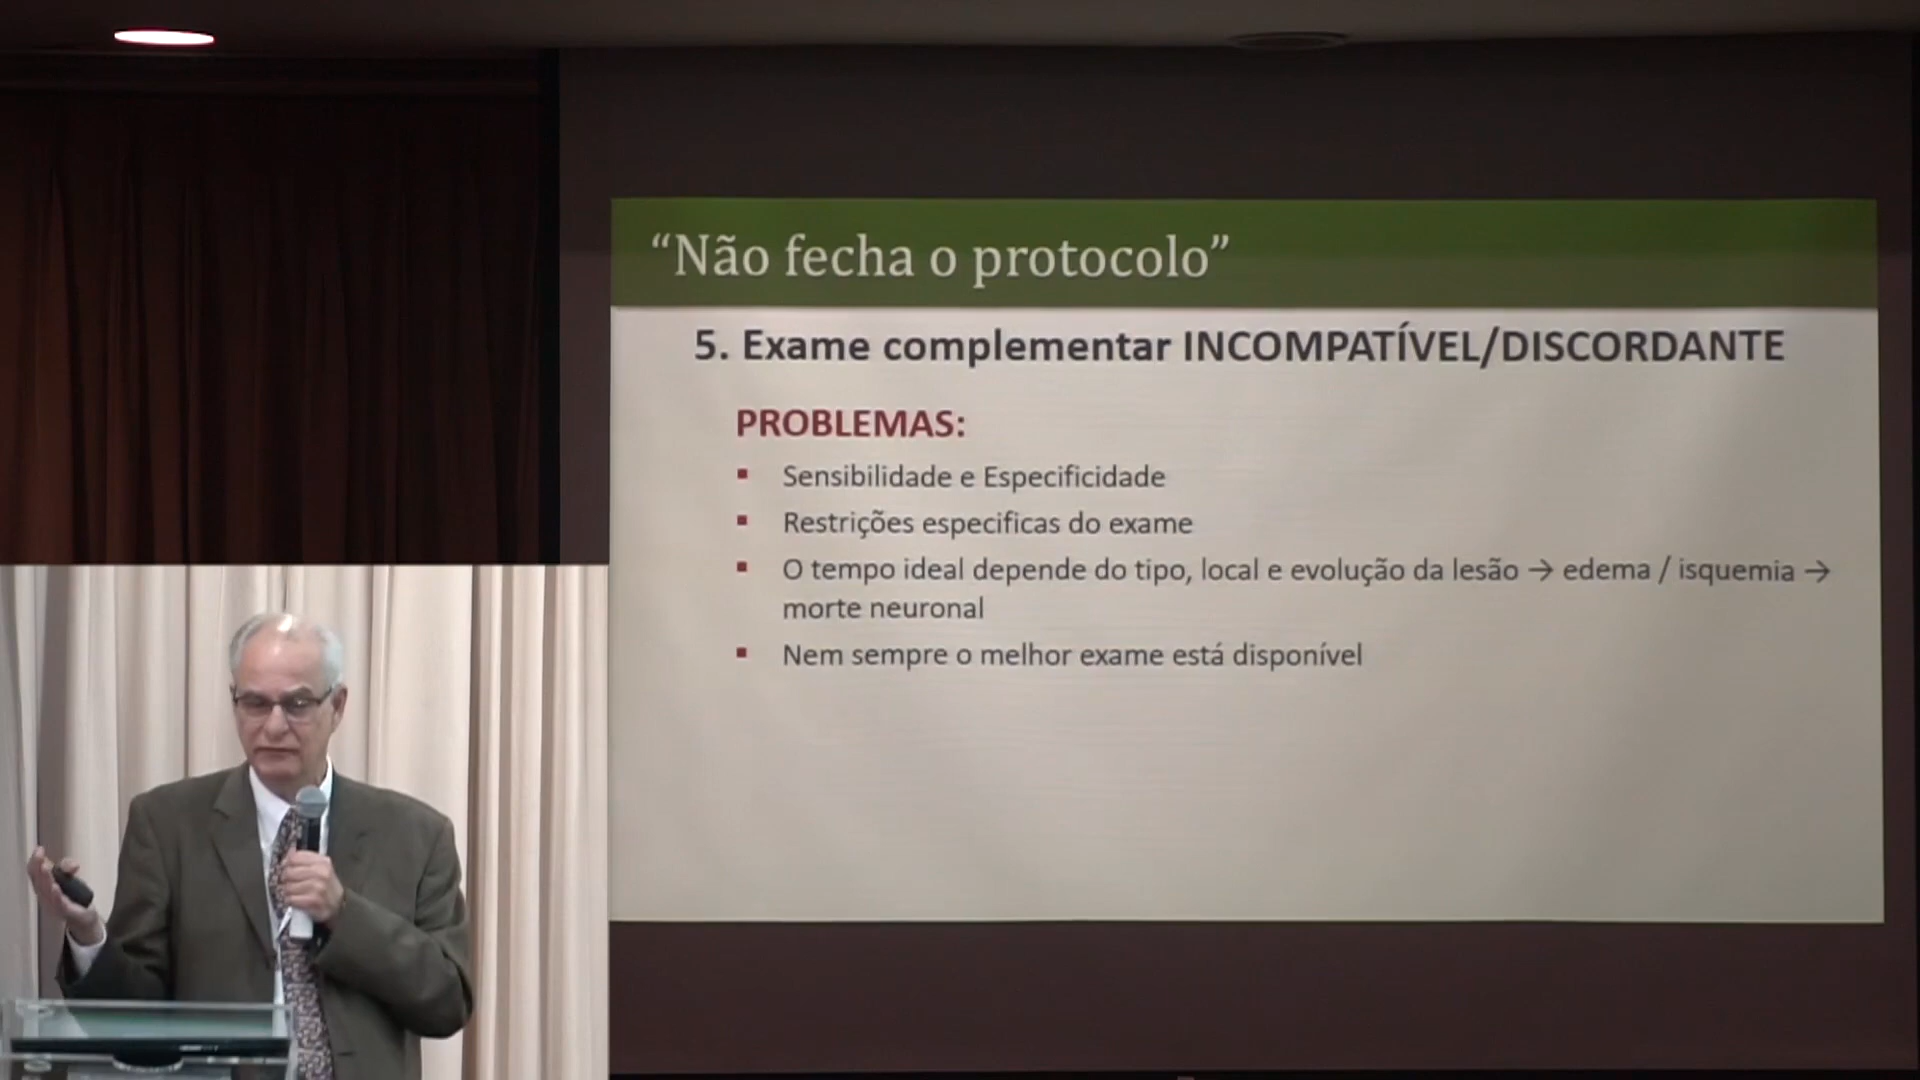 “Não fecha o protocolo”
5. Exame complementar INCOMPATÍVEL/DISCORDANTE
PROBLEMAS:
▪ Sensibilidade e Especificidade
▪ Restrições especificas do exame
▪ O tempo ideal depende do tipo, local e evolução da lesão → edema / isquemia →
morte neuronal
▪ Nem sempre o melhor exame está disponível